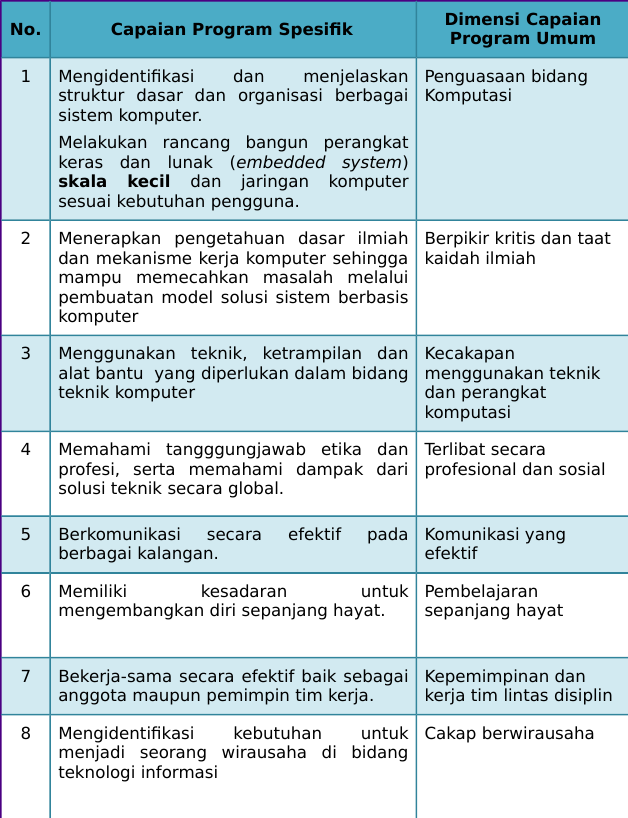 No.
Capaian Program Spesifik
Dimensi Capaian
Program Umum
1
Mengidentifikasi dan menjelaskan
struktur dasar dan organisasi berbagai
sistem komputer.
Melakukan rancang bangun perangkat
keras dan lunak (embedded system)
skala kecil dan jaringan komputer
sesuai kebutuhan pengguna.
Penguasaan bidang
Komputasi
2
Menerapkan pengetahuan dasar ilmiah
dan mekanisme kerja komputer sehingga
mampu memecahkan masalah melalui
pembuatan model solusi sistem berbasis
komputer
Berpikir kritis dan taat
kaidah ilmiah
3
Menggunakan teknik, ketrampilan dan
alat bantu yang diperlukan dalam bidang
teknik komputer
Kecakapan
menggunakan teknik
dan perangkat
komputasi
4
Memahami tangggungjawab etika dan
profesi, serta memahami dampak dari
solusi teknik secara global.
Terlibat secara
profesional dan sosial
5
Berkomunikasi secara efektif pada
berbagai kalangan.
Komunikasi yang
efektif
6
Memiliki kesadaran untuk
mengembangkan diri sepanjang hayat.
Pembelajaran
sepanjang hayat
7
Bekerja-sama secara efektif baik sebagai
anggota maupun pemimpin tim kerja.
Kepemimpinan dan
kerja tim lintas disiplin
8
Mengidentifikasi kebutuhan untuk
menjadi seorang wirausaha di bidang
teknologi informasi
Cakap berwirausaha